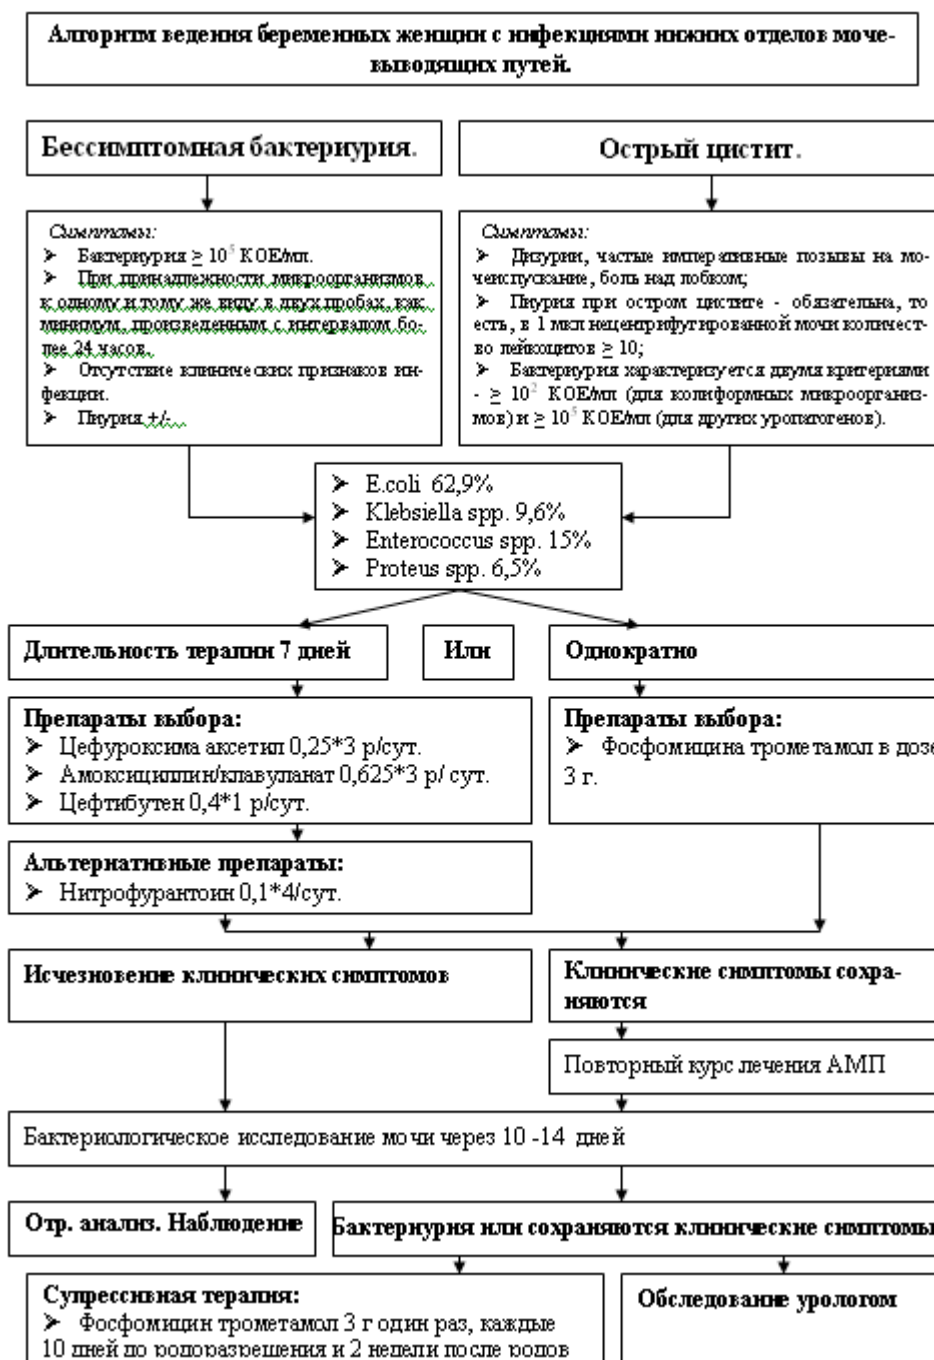 Алгоритм ведения беременных женщин с инфекциями нижних отделов моче-
выводящих путей.
Бессимптомная бактериурия.
Симптомы:
➤ Бактериурия ≥ 10⁵ КОЕ/мл.
➤ При принадлежности микроорганизмов
к одному и тому же виду в двух пробах, как
минимум, произведенным с интервалом бо-
лее 24 часов.
➤ Отсутствие клинических признаков ин-
фекции.
➤ Пиурия +/-.
Острый цистит.
Симптомы:
➤ Дизурии, частые императивные позывы на мо-
чеиспускание, боль над лобком;
➤ Пиурия при остром цистите - обязательна, то
есть, в 1 мкл нецентрифугированной мочи количест-
во лейкоцитов ≥ 10;
➤ Бактериурия характеризуется двумя критериями
- ≥ 10² КОЕ/мл (для колиформных микроорганиз-
мов) и ≥ 10⁵ КОЕ/мл (для других уропатогенов).
➤ E.coli 62,9%
➤ Klebsiella spp. 9,6%
➤ Enterococcus spp. 15%
➤ Proteus spp. 6,5%
Длительность терапии 7 дней
Или
Однократно
Препараты выбора:
➤ Цефуроксима аксетил 0,25*3 р/сут.
➤ Амоксициллин/клавуланат 0,625*3 р/ сут.
➤ Цефтибутен 0,4*1 р/сут.
Препараты выбора:
➤ Фосфомицина трометамол в дозе
3 г.
Альтернативные препараты:
➤ Нитрофурантоин 0,1*4/сут.
Исчезновение клинических симптомов
Клинические симптомы сохра-
няются
Повторный курс лечения АМП
Бактериологическое исследование мочи через 10 -14 дней
Отр. анализ. Наблюдение
Бактериурия или сохраняются клинические симптомы
Супрессивная терапия:
➤ Фосфомицин трометамол 3 г один раз, каждые
10 дней до родоразрешения и 2 недели после родов
Обследование урологом